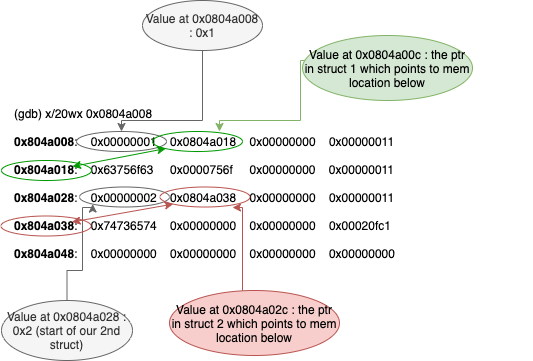 Value at 0x0804a008
: 0x1
Value at 0x0804a00c : the ptr
in struct 1 which points to mem
location below
(gdb) x/20wx 0x0804a008
0x804a008: 0x00000001 0x0804a018 0x00000000 0x00000011
0x804a018: 0x63756f63 0x0000756f 0x00000000 0x00000011
0x804a028: 0x00000002 0x0804a038 0x00000000 0x00000011
0x804a038: 0x74736574 0x00000000 0x00000000 0x00020fc1
0x804a048: 0x00000000 0x00000000 0x00000000 0x00000000
Value at 0x0804a028 :
0x2 (start of our 2nd
struct)
Value at 0x0804a02c : the ptr
in struct 2 which points to mem
location below